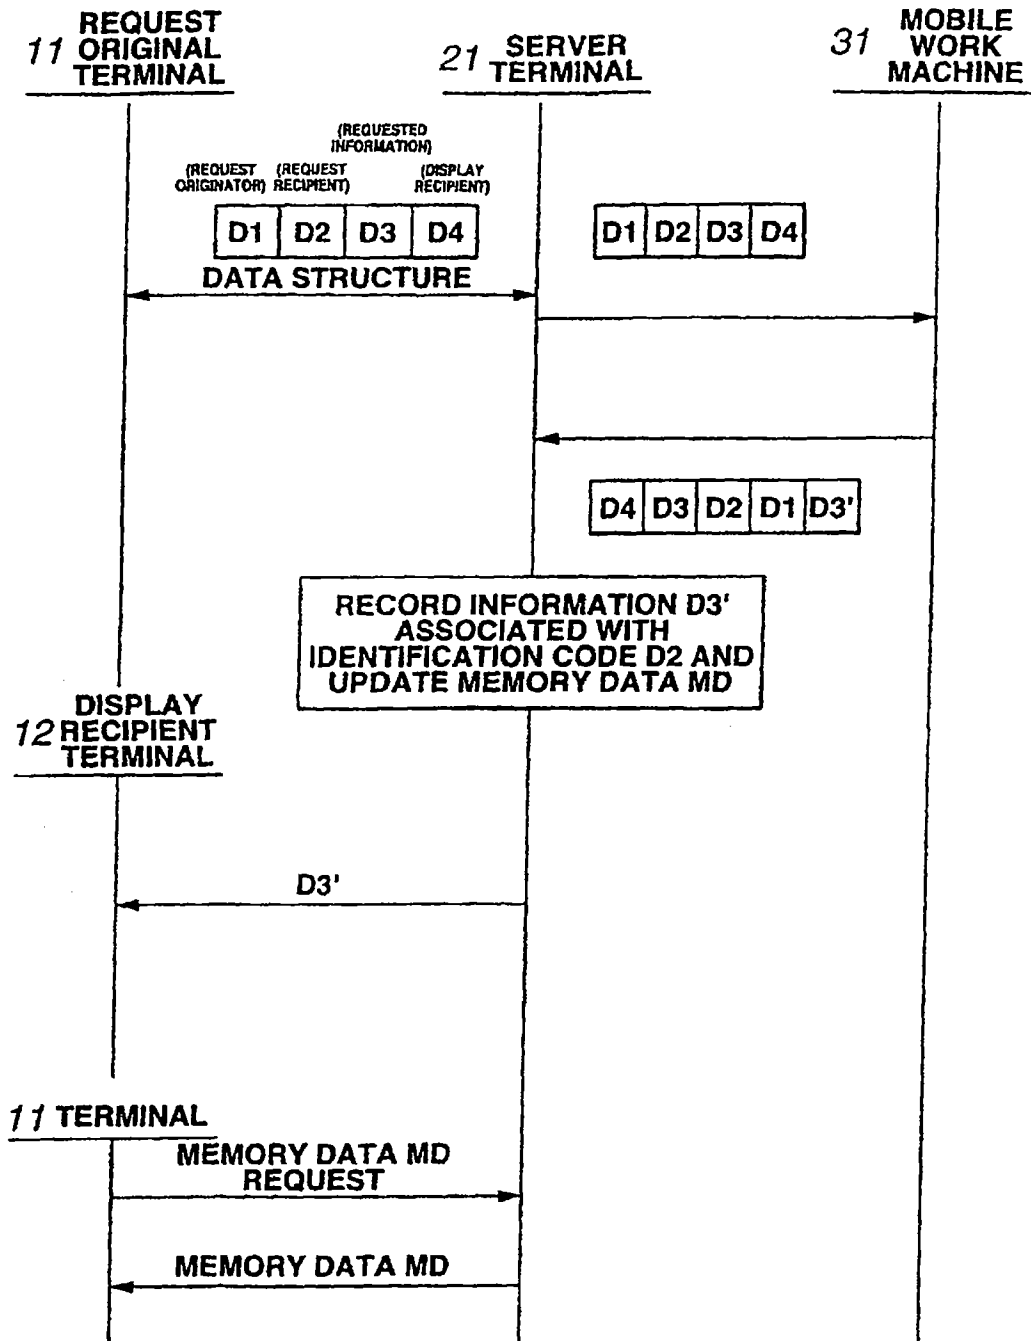 11 REQUEST ORIGINAL TERMINAL
21 SERVER TERMINAL
31 MOBILE WORK MACHINE
(REQUESTED INFORMATION)
(REQUEST ORIGINATOR)
(REQUEST RECIPIENT)
(DISPLAY RECIPIENT)
D1 D2 D3 D4
D1 D2 D3 D4
DATA STRUCTURE
D4 D3 D2 D1 D3'
RECORD INFORMATION D3'
ASSOCIATED WITH
IDENTIFICATION CODE D2 AND
UPDATE MEMORY DATA MD
12 DISPLAY RECIPIENT TERMINAL
D3'
11 TERMINAL
MEMORY DATA MD
REQUEST
MEMORY DATA MD